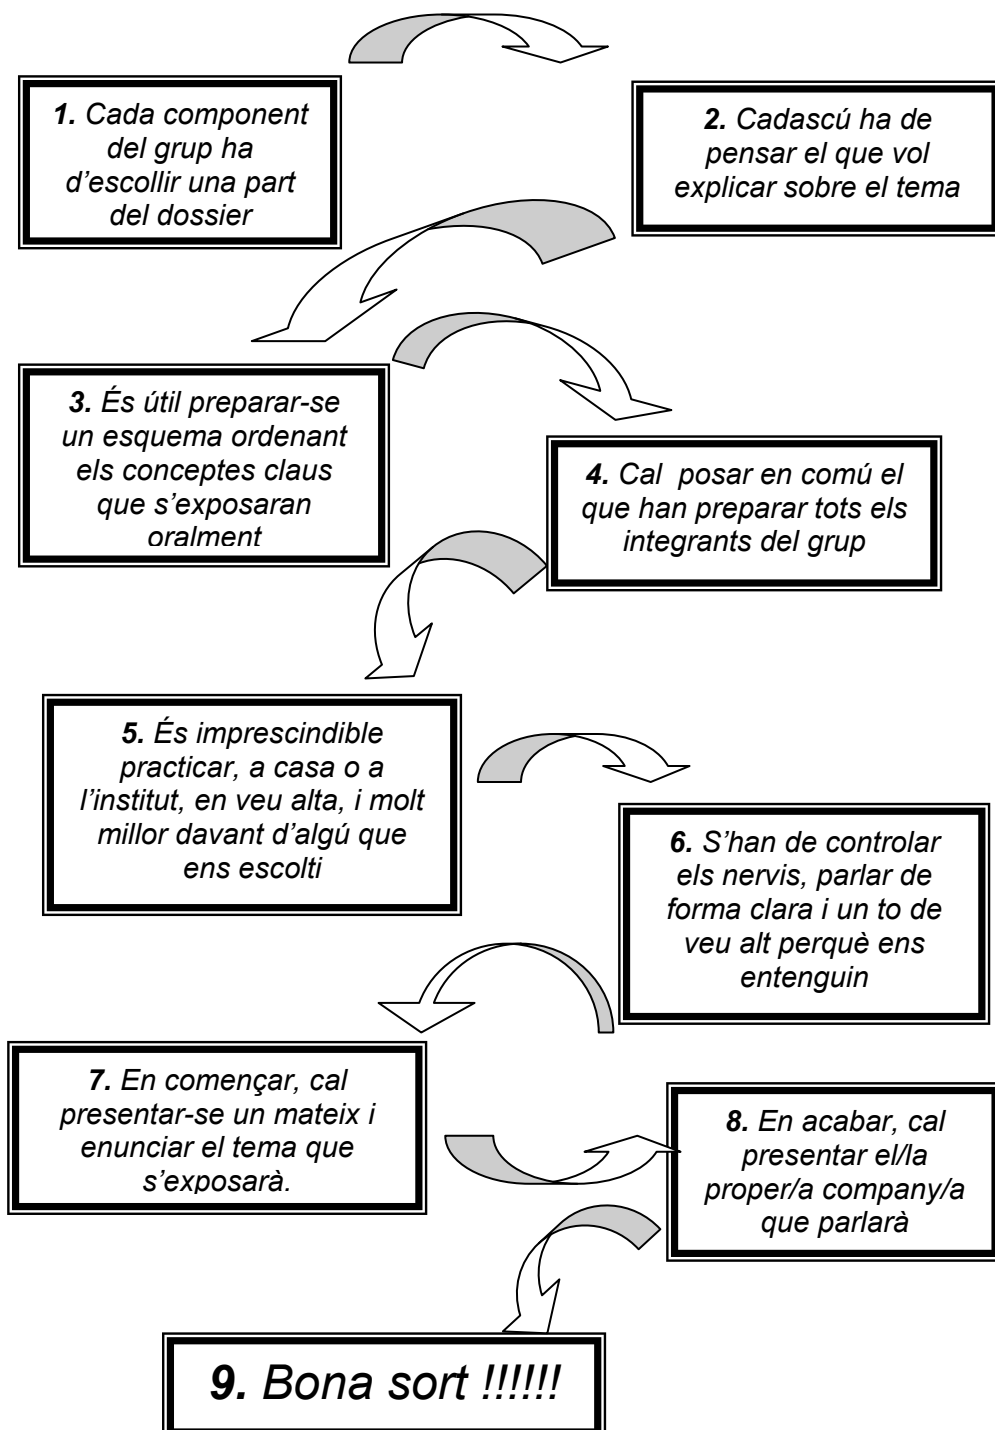 1. Cada component
del grup ha
d'escollir una part
del dossier
2. Cadascú ha de
pensar el que vol
explicar sobre el tema
3. És útil preparar-se
un esquema ordenant
els conceptes claus
que s'exposaran
oralment
4. Cal  posar en comú el
que han preparar tots els
integrants del grup
5. És imprescindible
practicar, a casa o a
l'institut, en veu alta, i molt
millor davant d'algú que
ens escolti
6. S'han de controlar
els nervis, parlar de
forma clara i un to de
veu alt perquè ens
entenguin
7. En començar, cal
presentar-se un mateix i
enunciar el tema que
s'exposarà.
8. En acabar, cal
presentar el/la
proper/a company/a
que parlarà
9. Bona sort !!!!!!